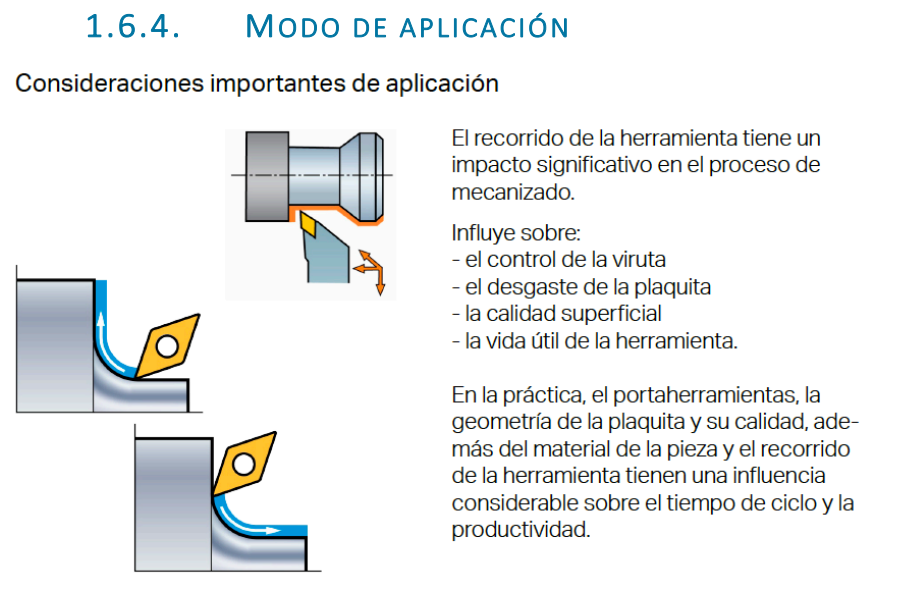 1.6.4. MODO DE APLICACIÓN
Consideraciones importantes de aplicación
El recorrido de la herramienta tiene un
impacto significativo en el proceso de
mecanizado.
Influye sobre:
- el control de la viruta
- el desgaste de la plaquita
- la calidad superficial
- la vida útil de la herramienta.
En la práctica, el portaherramientas, la
geometría de la plaquita y su calidad, ade-
más del material de la pieza y el recorrido
de la herramienta tienen una influencia
considerable sobre el tiempo de ciclo y la
productividad.